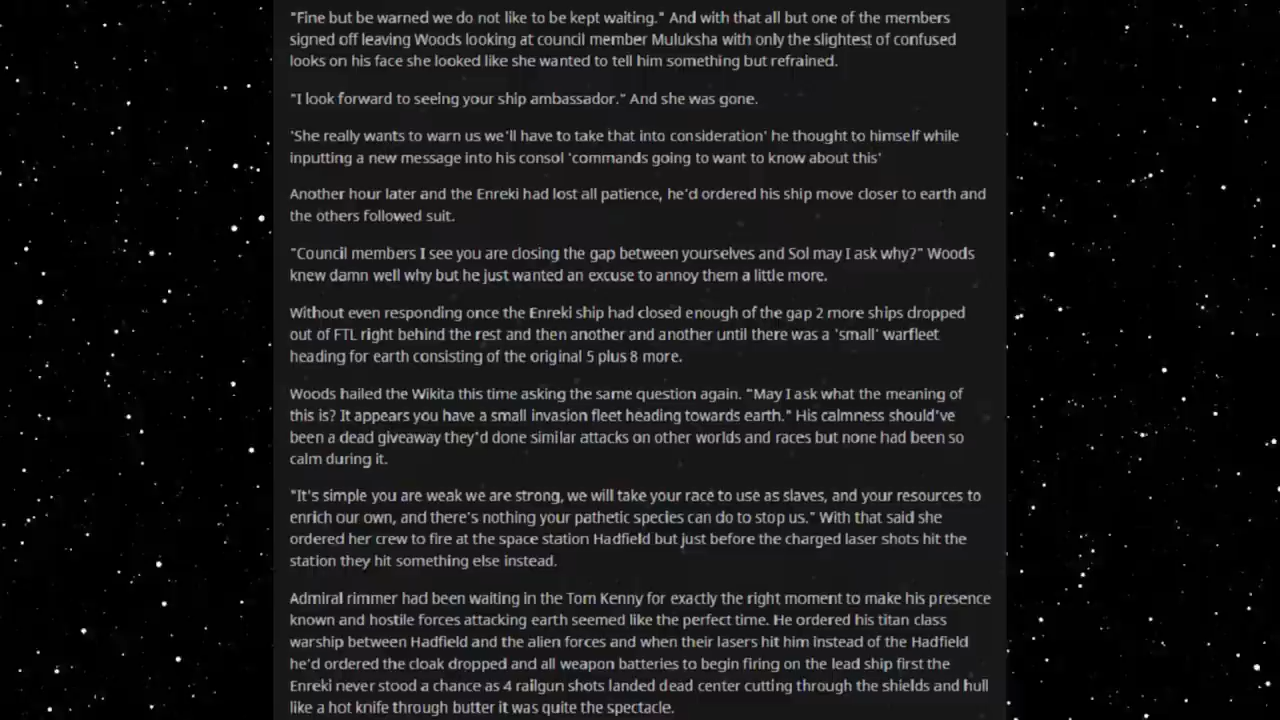 "Fine but be warned we do not like to be kept waiting." And with that all but one of the members
signed off leaving Woods looking at council member Muluksha with only the slightest of confused
looks on his face she looked like she wanted to tell him something but refrained.
"I look forward to seeing your ship ambassador." And she was gone.
'She really wants to warn us we'll have to take that into consideration' he thought to himself while
inputting a new message into his consol 'commands going to want to know about this'
Another hour later and the Enreki had lost all patience, he'd ordered his ship move closer to earth and
the others followed suit.
"Council members I see you are closing the gap between yourselves and Sol may I ask why?" Woods
knew damn well why but he just wanted an excuse to annoy them a little more.
Without even responding once the Enreki ship had closed enough of the gap 2 more ships dropped
out of FTL right behind the rest and then another and another until there was a 'small' warfleet
heading for earth consisting of the original 5 plus 8 more.
Woods hailed the Wikita this time asking the same question again. "May I ask what the meaning of
this is? It appears you have a small invasion fleet heading towards earth." His calmness should've
been a dead giveaway they'd done similar attacks on other worlds and races but none had been so
calm during it.
"It's simple you are weak we are strong, we will take your race to use as slaves, and your resources to
enrich our own, and there's nothing your pathetic species can do to stop us." With that said she
ordered her crew to fire at the space station Hadfield but just before the charged laser shots hit the
station they hit something else instead.
Admiral rimmer had been waiting in the Tom Kenny for exactly the right moment to make his presence
known and hostile forces attacking earth seemed like the perfect time. He ordered his titan class
warship between Hadfield and the alien forces and when their lasers hit him instead of the Hadfield
he'd ordered the cloak dropped and all weapon batteries to begin firing on the lead ship first the
Enreki never stood a chance as 4 railgun shots landed dead center cutting through the shields and hull
like a hot knife through butter it was quite the spectacle.